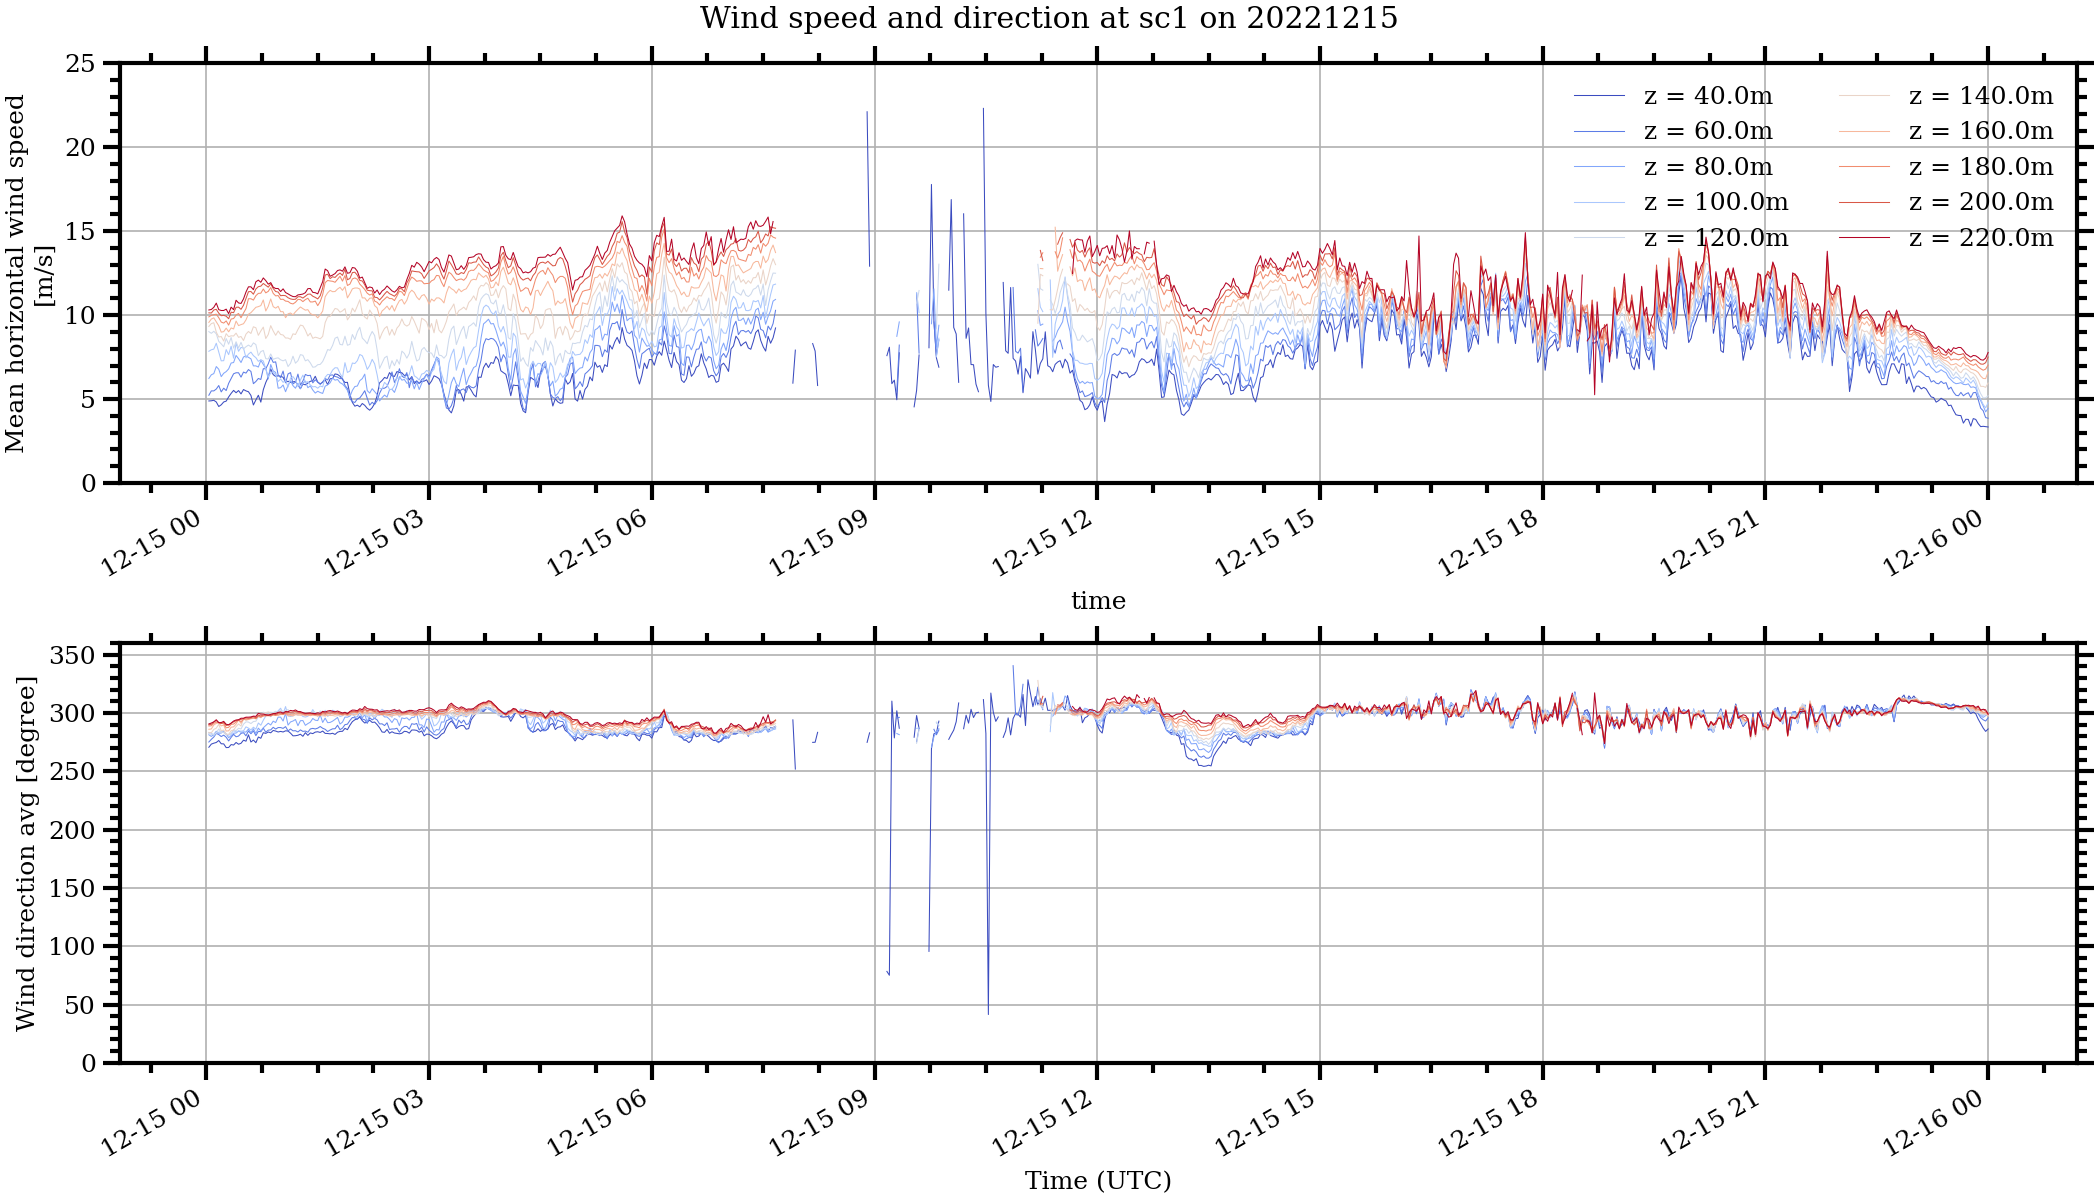 Wind speed and direction at sc1 on 20221215
Mean horizontal wind speed
[m/s]
25
20
15
10
5
0
z = 40.0m
z = 60.0m
z = 80.0m
z = 100.0m
z = 120.0m
z = 140.0m
z = 160.0m
z = 180.0m
z = 200.0m
z = 220.0m
12-15 00
12-15 03
12-15 06
12-15 09
12-15 12
12-15 15
12-15 18
12-15 21
12-16 00
time
Wind direction avg [degree]
350
300
250
200
150
100
50
0
12-15 00
12-15 03
12-15 06
12-15 09
12-15 12
12-15 15
12-15 18
12-15 21
12-16 00
Time (UTC)